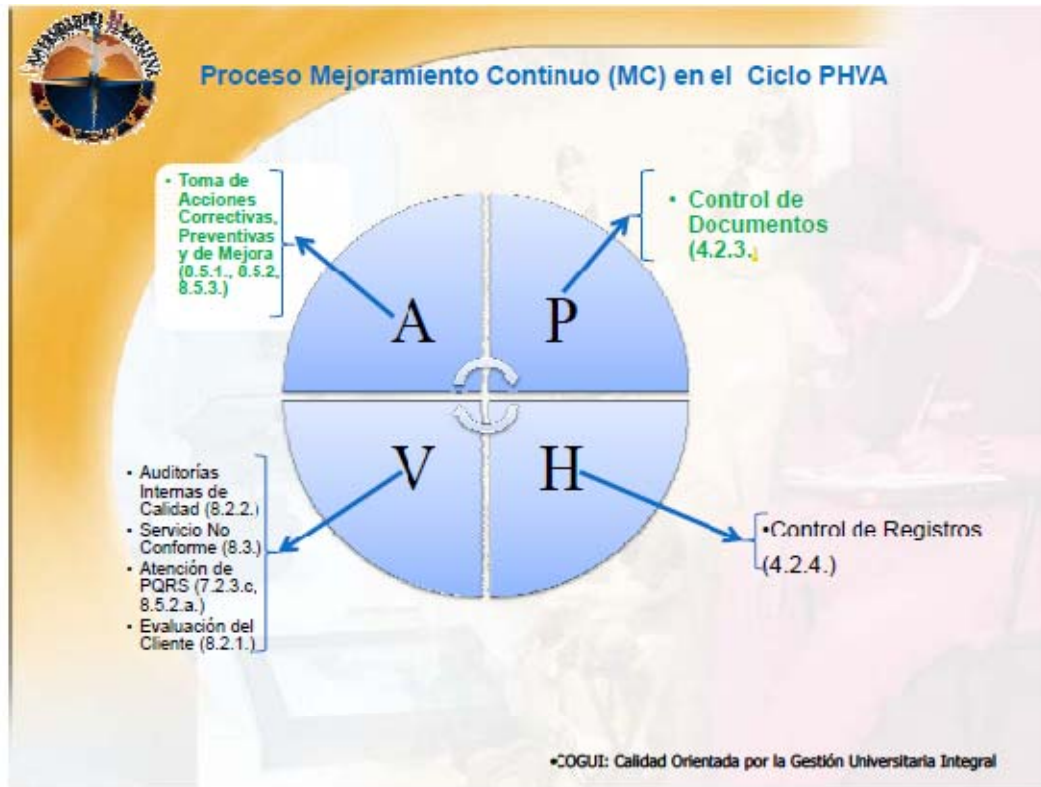 Proceso Mejoramiento Continuo (MC) en el Ciclo PHVA
• Toma de
Acciones
Correctivas,
Preventivas
y de Mejora
(8.5.1., 8.5.2,
8.5.3.)
• Control de
Documentos
(4.2.3.)
A
P
V
H
• Auditorías
Internas de
Calidad (8.2.2.)
• Servicio No
Conforme (8.3.)
• Atención de
PQRS (7.2.3.c,
8.5.2.a.)
• Evaluación del
Cliente (8.2.1.)
•Control de Registros
(4.2.4.)
•COGUI: Calidad Orientada por la Gestión Universitaria Integral